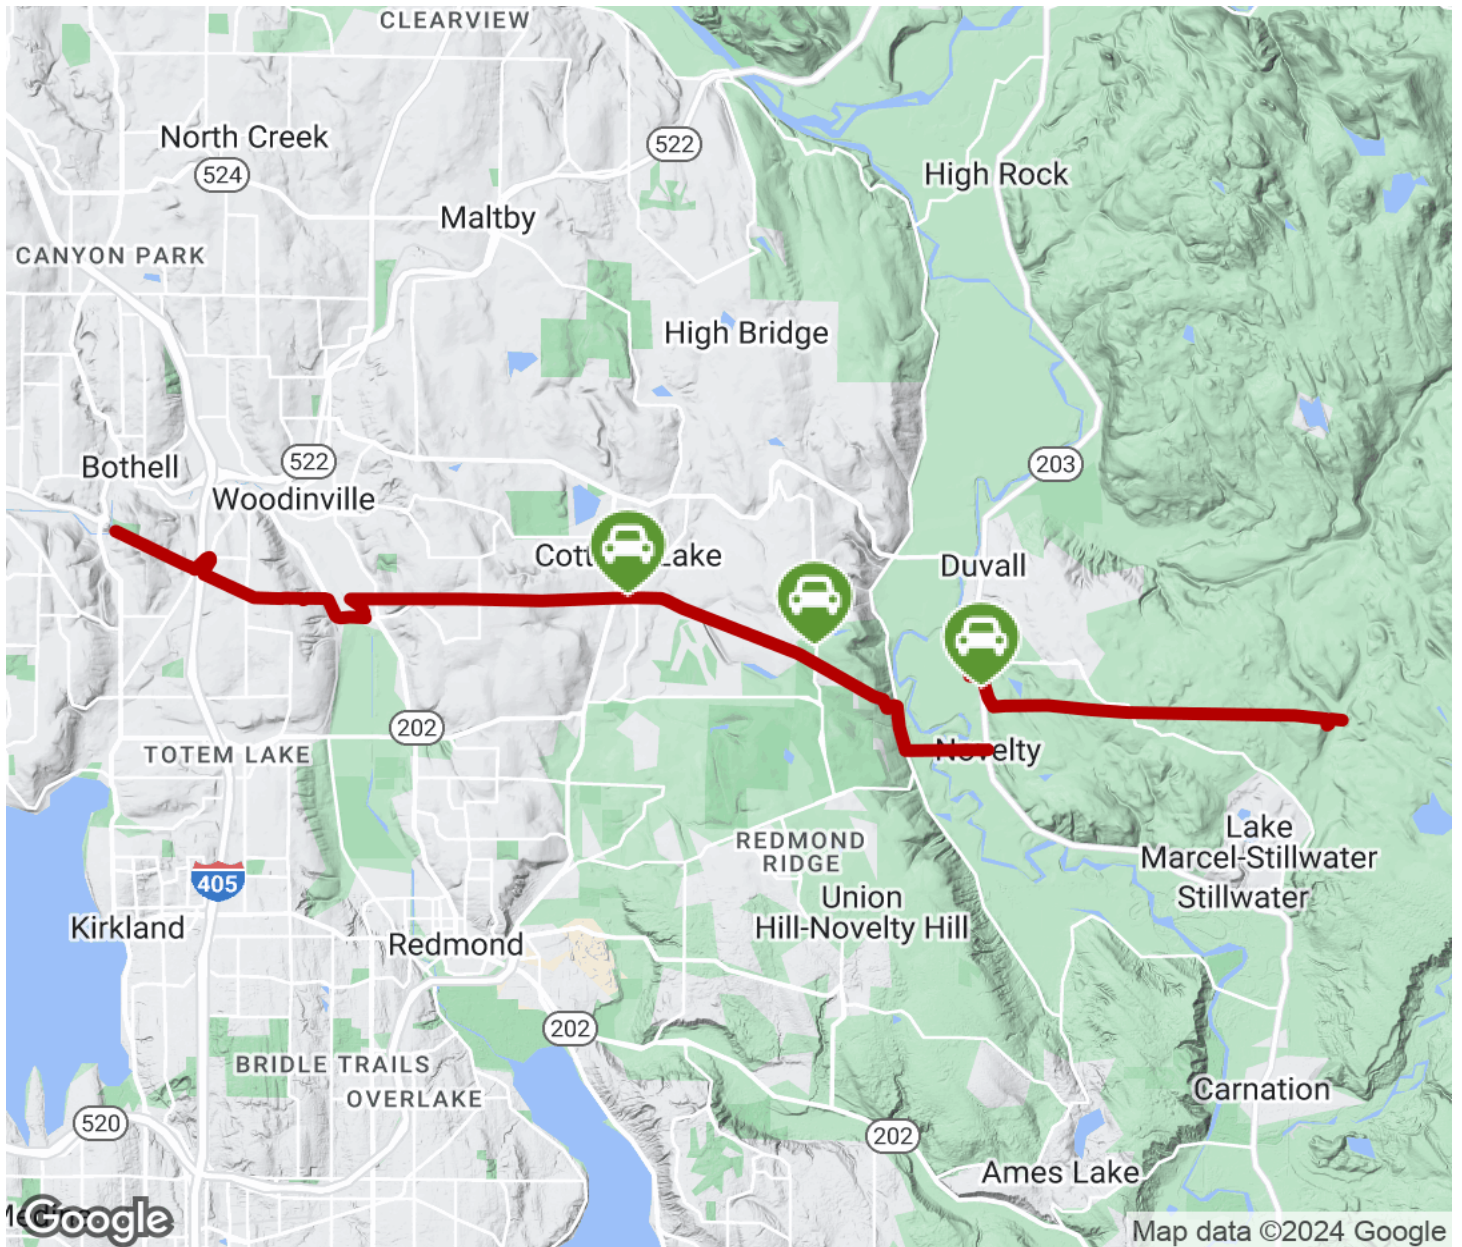 CLEARVIEW
North Creek
524
522
High Rock
Maltby
CANYON PARK
High Bridge
Bothell
522
203
Woodinville
Duvall
Lake
202
TOTEM LAKE
Novelty
REDMOND
RIDGE
Lake
Marcel-Stillwater
405
Union
Hill-Novelty Hill
Stillwater
Kirkland
Redmond
202
BRIDLE TRAILS
OVERLAKE
Carnation
520
202
Ames Lake
Google
Map data ©2024 Google